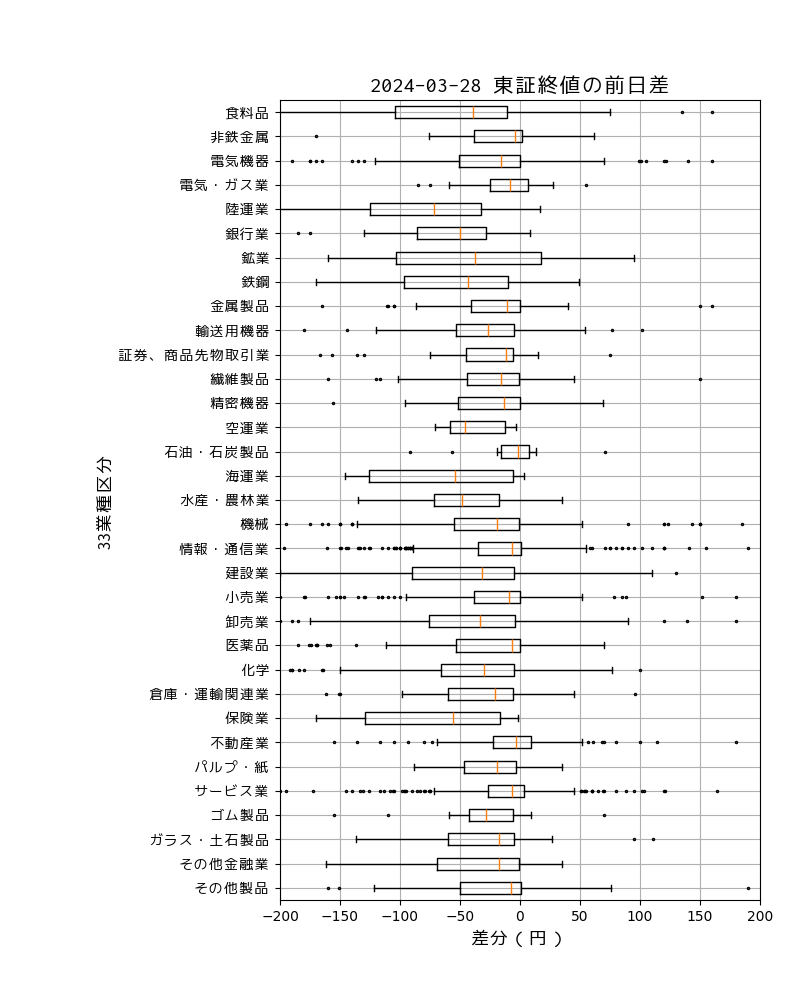 2024-03-28 東証終値の前日差
食料品
非鉄金属
電気機器
電気・ガス業
陸運業
銀行業
鉱業
鉄鋼
金属製品
輸送用機器
証券、商品先物取引業
繊維製品
精密機器
空運業
石油・石炭製品
海運業
水産・農林業
機械
情報・通信業
建設業
小売業
卸売業
医薬品
化学
倉庫・運輸関連業
保険業
不動産業
パルプ・紙
サービス業
ゴム製品
ガラス・土石製品
その他金融業
その他製品
33業種区分
−200 −150 −100 −50 0 50 100 150 200
差分（円）